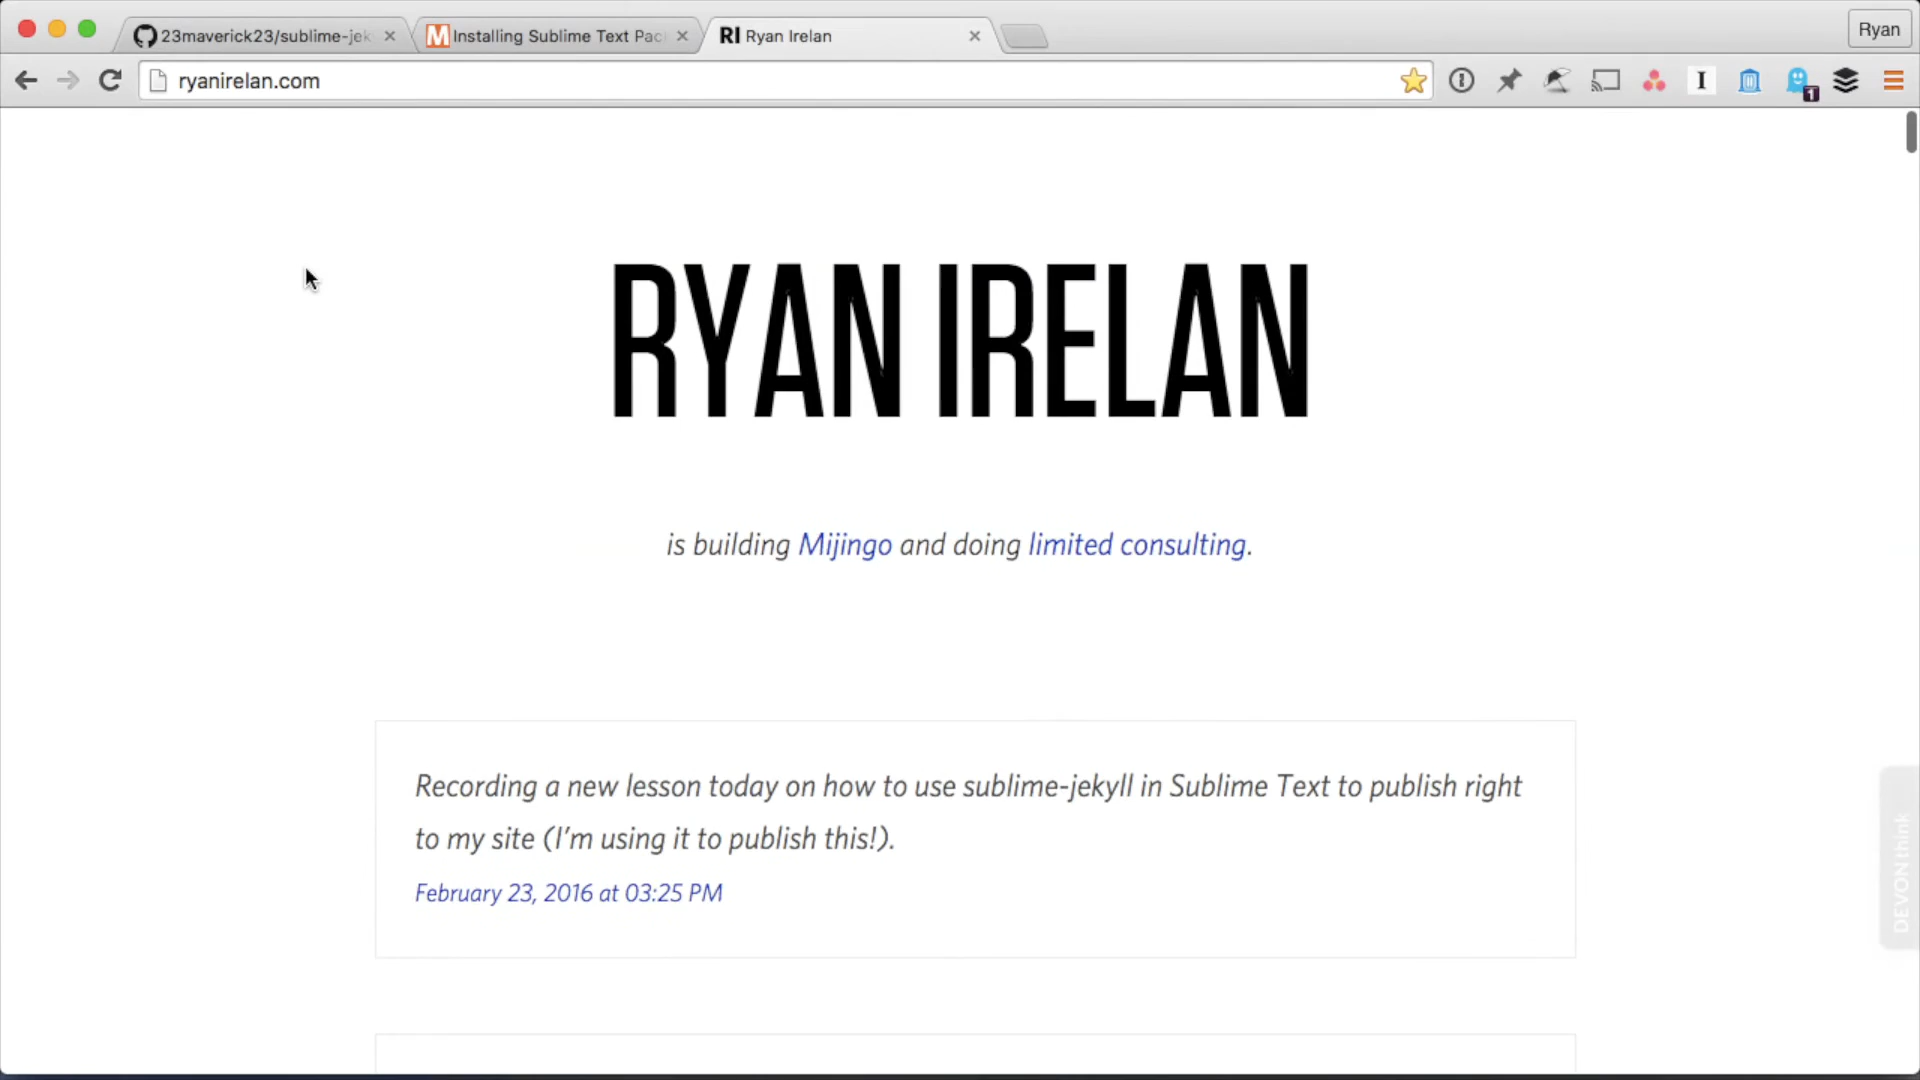 23maverick23/sublime-jek
Installing Sublime Text Pac
RI Ryan Irelan
Ryan
ryanirelan.com
1
RYAN IRELAN
is building Mijingo and doing limited consulting.
Recording a new lesson today on how to use sublime-jekyll in Sublime Text to publish right
to my site (I'm using it to publish this!).
February 23, 2016 at 03:25 PM
DEVONthink